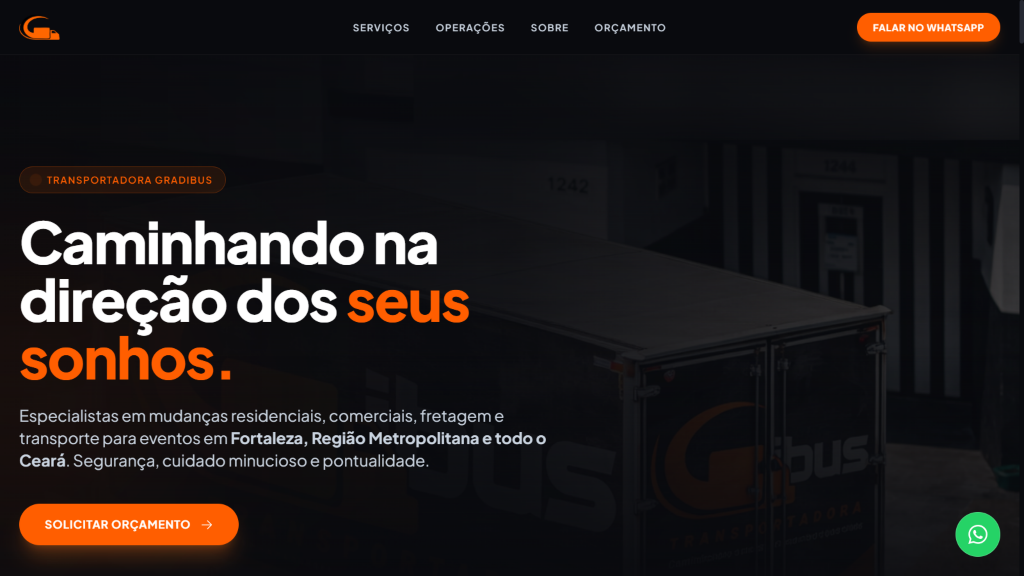 SERVIÇOS
OPERAÇÕES
SOBRE
ORÇAMENTO
FALAR NO WHATSAPP
1246
1242
TRANSPORTADORA GRADIBUS
Caminhando na
direção dos seus
sonhos.
Especialistas em mudanças residenciais, comerciais, fretagem e
transporte para eventos em Fortaleza, Região Metropolitana e todo o
Ceará. Segurança, cuidado minucioso e pontualidade.
bus
TRANSPORTADORA
SOLICITAR ORÇAMENTO